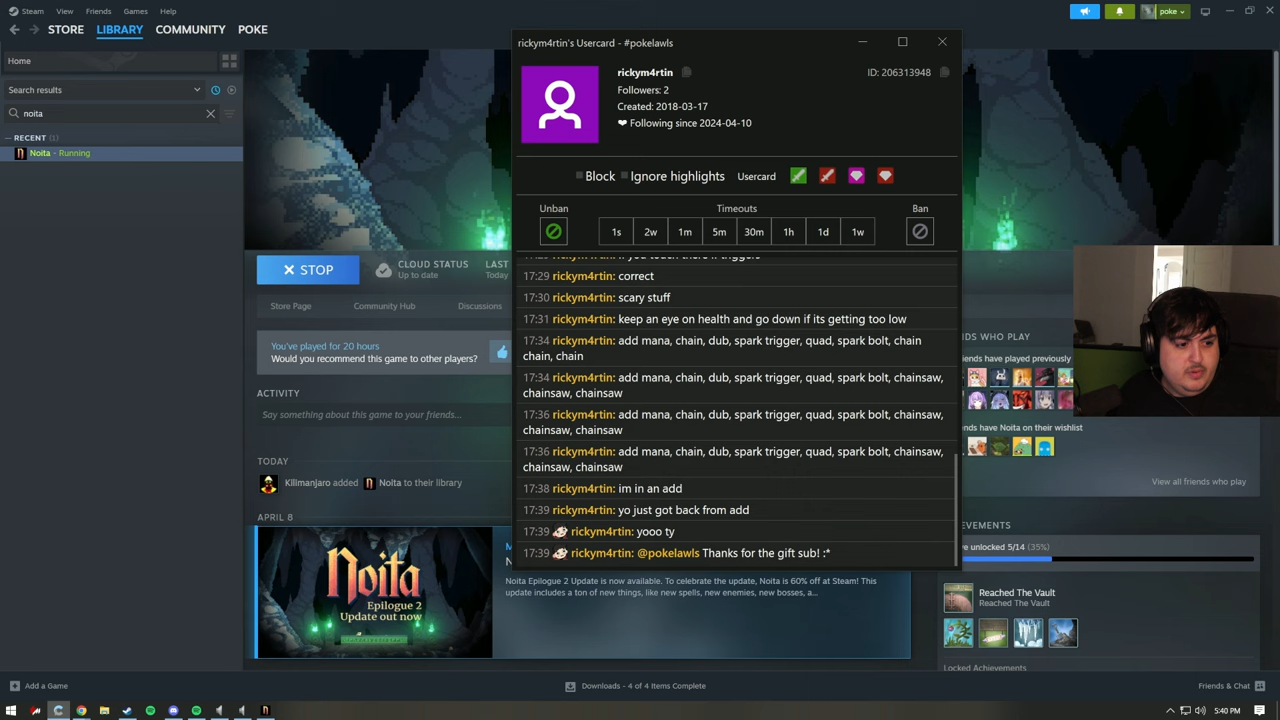 Steam View Friends Games Help
poke
STORE LIBRARY COMMUNITY POKE
Home
Search results
noita
RECENT (1)
Noita - Running
STOP
CLOUD STATUS
Up to date
LAST
Today
Store Page Community Hub Discussions
You've played for 20 hours
Would you recommend this game to other players?
ACTIVITY
Say something about this game to your friends...
TODAY
Kilimanjaro added Noita to their library
APRIL 8
NOITA
Epilogue 2
Update out now
Noita Epilogue 2 Update is now available. To celebrate the update, Noita is 60% off at Steam! This
update includes a ton of new things, like new spells, new enemies, new bosses, a...
rickym4rtin's Usercard - #pokelawls
rickym4rtin
ID: 206313948
Followers: 2
Created: 2018-03-17
❤ Following since 2024-04-10
Block Ignore highlights Usercard
Unban Timeouts Ban
1s 2w 1m 5m 30m 1h 1d 1w
rickym4rtin: if you touch there it triggers
17:29 rickym4rtin: correct
17:30 rickym4rtin: scary stuff
17:31 rickym4rtin: keep an eye on health and go down if its getting too low
17:34 rickym4rtin: add mana, chain, dub, spark trigger, quad, spark bolt, chain
chain, chain
17:34 rickym4rtin: add mana, chain, dub, spark trigger, quad, spark bolt, chainsaw,
chainsaw, chainsaw
17:36 rickym4rtin: add mana, chain, dub, spark trigger, quad, spark bolt, chainsaw,
chainsaw, chainsaw
17:36 rickym4rtin: add mana, chain, dub, spark trigger, quad, spark bolt, chainsaw,
chainsaw, chainsaw
17:38 rickym4rtin: im in an add
17:39 rickym4rtin: yo just got back from add
17:39 rickym4rtin: yooo ty
17:39 rickym4rtin: @pokelawls Thanks for the gift sub! :*
NDS WHO PLAY
iends have played previously
ends have Noita on their wishlist
View all friends who play
EVEMENTS
ve unlocked 5/14 (35%)
Reached The Vault
Reached The Vault
Locked Achievements
Add a Game
Downloads - 4 of 4 Items Complete
Friends & Chat
5:40 PM